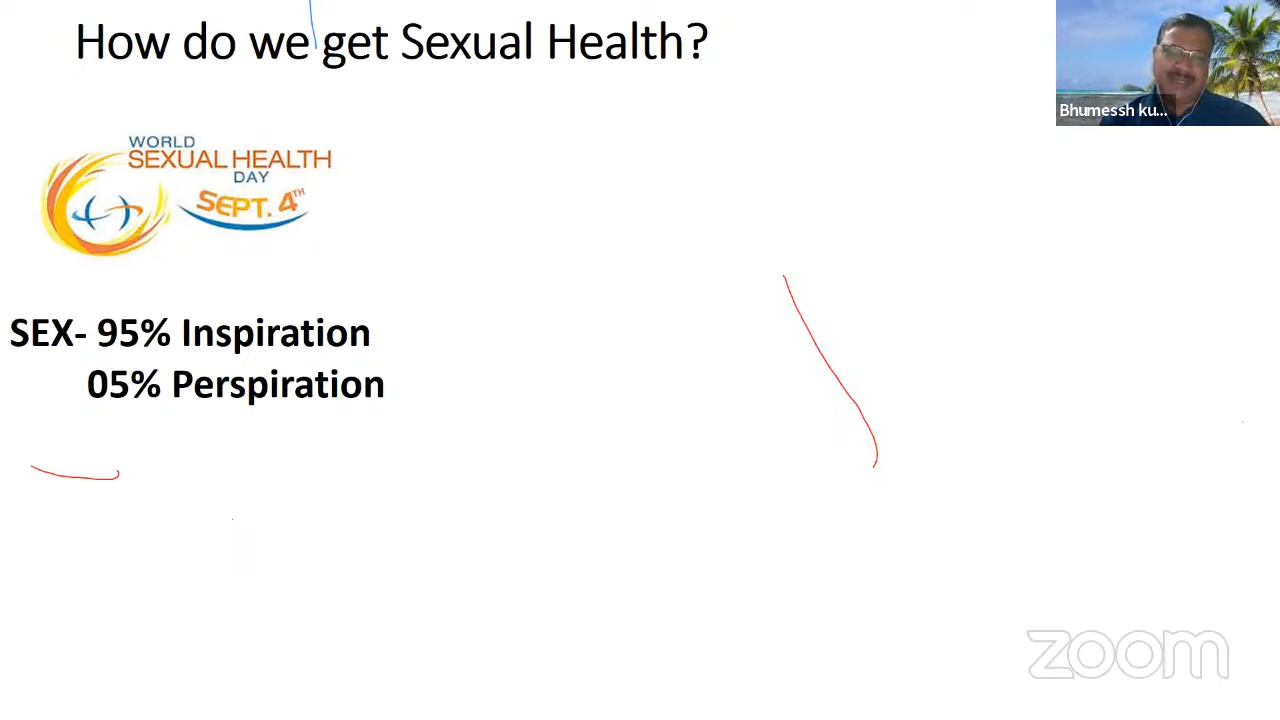 How do we get Sexual Health?
Bhumessh ku...
WORLD
SEXUAL HEALTH
DAY
SEPT. 4TH
SEX- 95% Inspiration
05% Perspiration
zoom